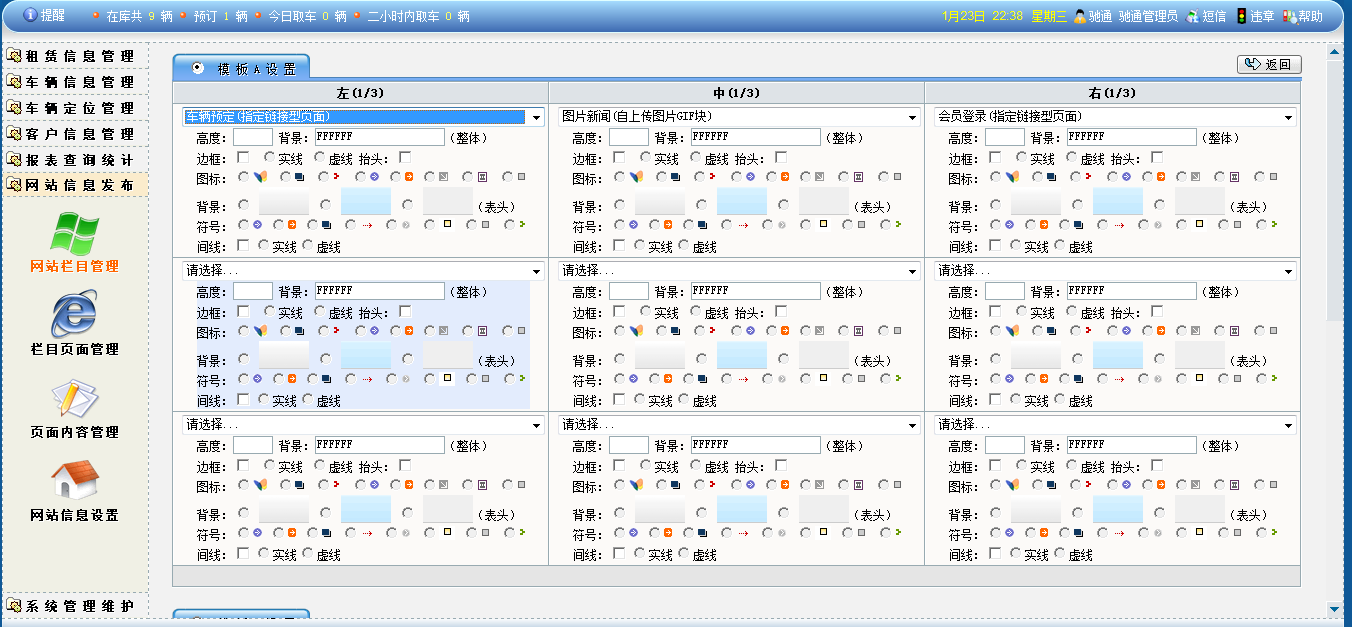 提醒 在库共 9 辆 预订 1 辆 今日取车 0 辆 二小时内取车 0 辆 1月23日 22:38 星期三 驰通 驰通管理员 短信 违章 帮助
租赁信息管理
车辆信息管理
车辆定位管理
客户信息管理
报表查询统计
网站信息发布
网站栏目管理
栏目页面管理
页面内容管理
网站信息设置
系统管理维护
模板A设置 返回
左(1/3) 中(1/3) 右(1/3)
车辆预定(指定链接型页面) 图片新闻(自上传图片GIF块) 会员登录(指定链接型页面)
高度: 背景: FFFFFF (整体) 高度: 背景: FFFFFF (整体) 高度: 背景: FFFFFF (整体)
边框: 实线 虚线 抬头: 边框: 实线 虚线 抬头: 边框: 实线 虚线 抬头:
图标: 图标: 图标:
背景: (表头) 背景: (表头) 背景: (表头)
符号: 符号: 符号:
间线: 实线 虚线 间线: 实线 虚线 间线: 实线 虚线
请选择... 请选择... 请选择...
高度: 背景: FFFFFF (整体) 高度: 背景: FFFFFF (整体) 高度: 背景: FFFFFF (整体)
边框: 实线 虚线 抬头: 边框: 实线 虚线 抬头: 边框: 实线 虚线 抬头:
图标: 图标: 图标:
背景: (表头) 背景: (表头) 背景: (表头)
符号: 符号: 符号:
间线: 实线 虚线 间线: 实线 虚线 间线: 实线 虚线
请选择... 请选择... 请选择...
高度: 背景: FFFFFF (整体) 高度: 背景: FFFFFF (整体) 高度: 背景: FFFFFF (整体)
边框: 实线 虚线 抬头: 边框: 实线 虚线 抬头: 边框: 实线 虚线 抬头:
图标: 图标: 图标:
背景: (表头) 背景: (表头) 背景: (表头)
符号: 符号: 符号:
间线: 实线 虚线 间线: 实线 虚线 间线: 实线 虚线